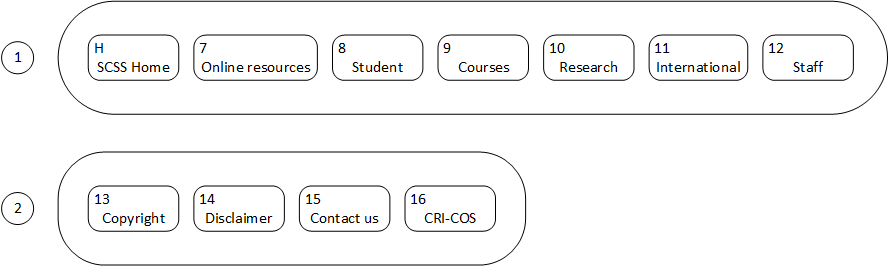 1
H 7 8 9 10 11 12
SCSS Home Online resources Student Courses Research International Staff
2
13 14 15 16
Copyright Disclaimer Contact us CRI-COS